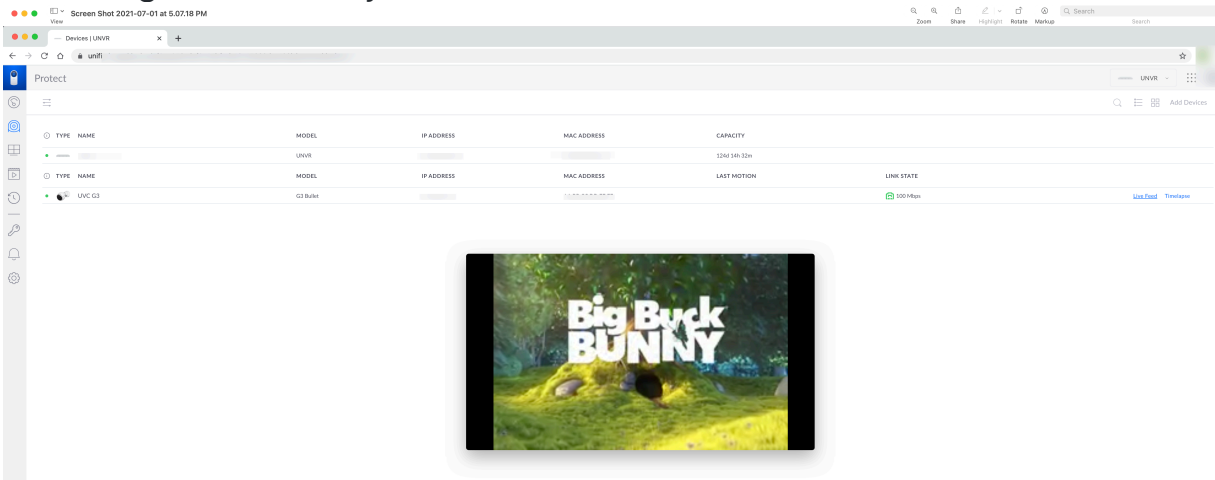 Screen Shot 2021-07-01 at 5.07.18 PM
View
Zoom Share Highlight Rotate Markup Search
Search
Devices | UNVR
unifi
Protect
UNVR
Add Devices
TYPE NAME MODEL IP ADDRESS MAC ADDRESS CAPACITY
UNVR 124d 14h 32m
TYPE NAME MODEL IP ADDRESS MAC ADDRESS LAST MOTION LINK STATE
UVC G3 G3 Bullet 100 Mbps Live Feed Timelapse
Big Buck
BUNNY